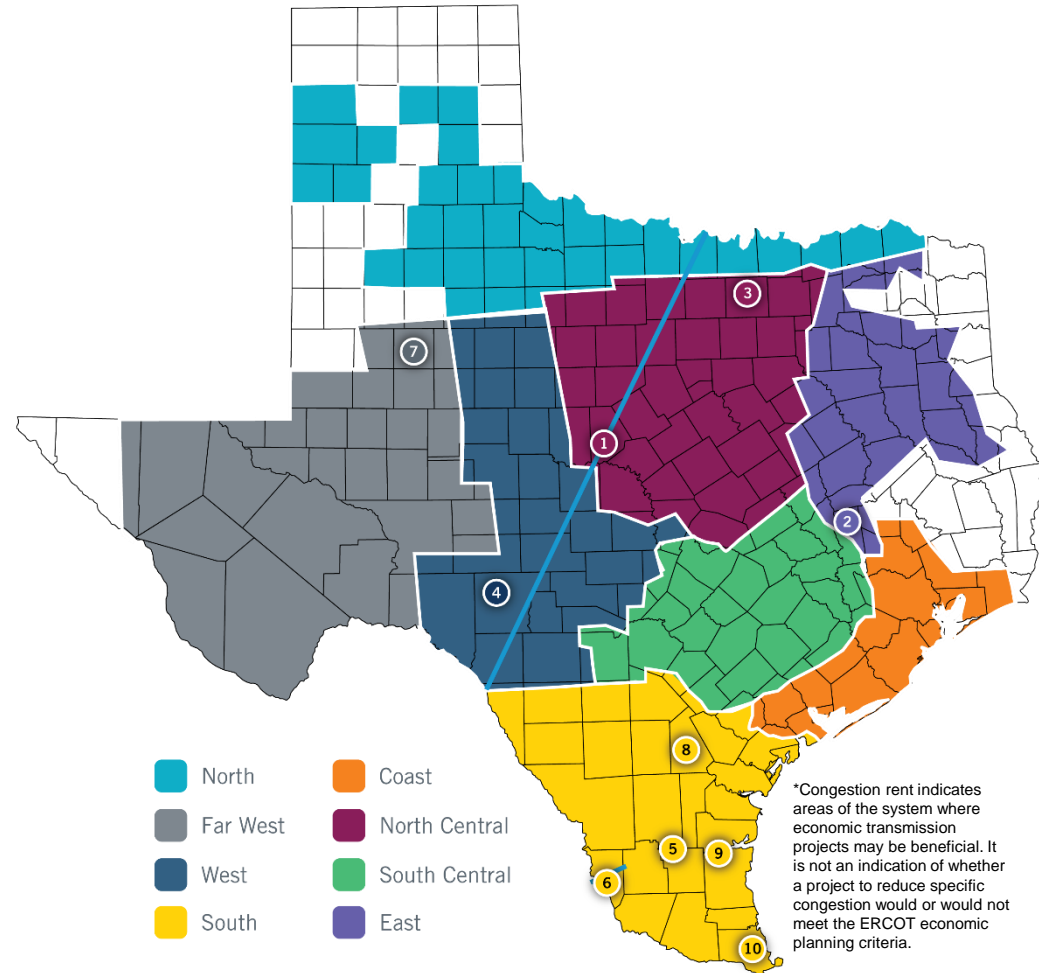 3
7
1
2
4
8
5
9
6
10
North
Far West
West
South
Coast
North Central
South Central
East
*Congestion rent indicates
areas of the system where
economic transmission
projects may be beneficial. It
is not an indication of whether
a project to reduce specific
congestion would or would not
meet the ERCOT economic
planning criteria.